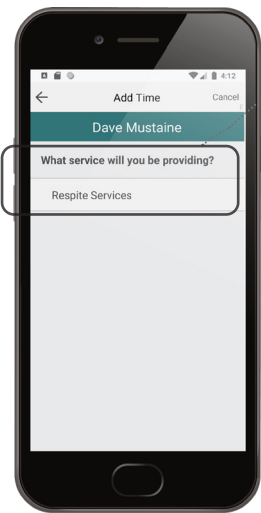 4:12
Add Time
Cancel
Dave Mustaine
What service will you be providing?
Respite Services